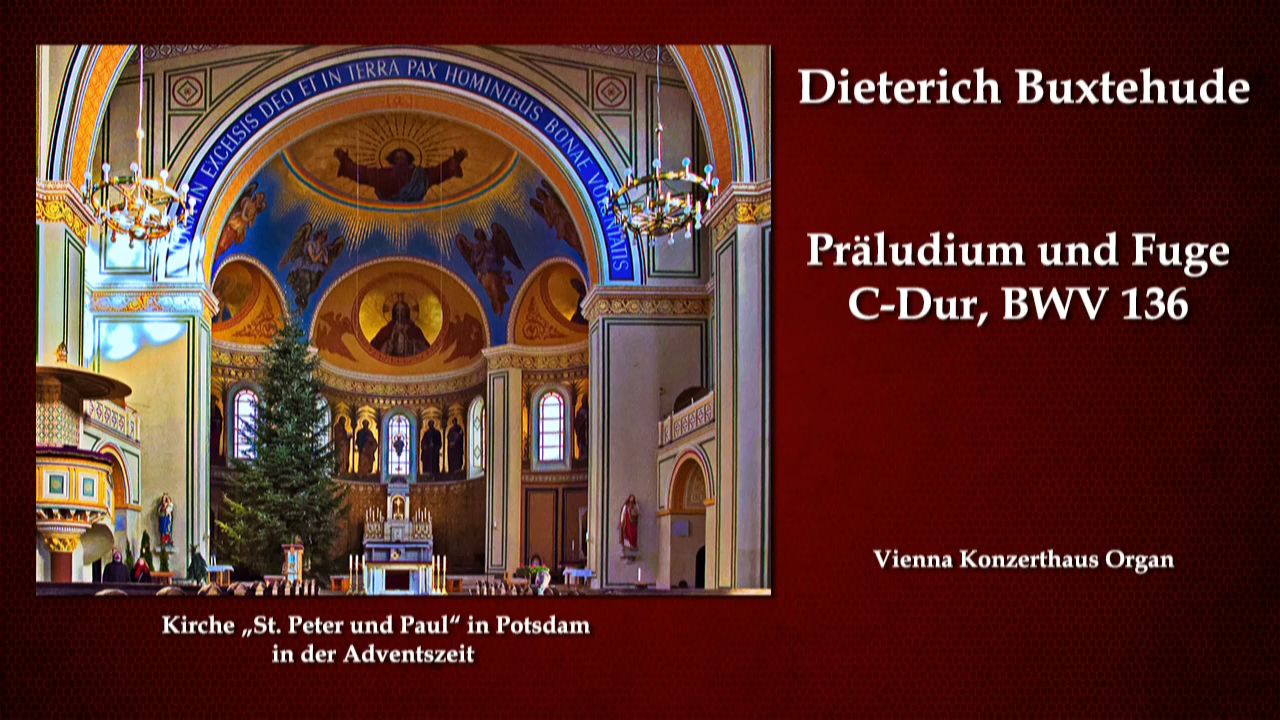 GLORIA IN EXCELSIS DEO ET IN TERRA PAX HOMINIBUS BONAE VOLUNTATIS
Dieterich Buxtehude
Präludium und Fuge
C-Dur, BWV 136
Vienna Konzerthaus Organ
Kirche „St. Peter und Paul“ in Potsdam
in der Adventszeit